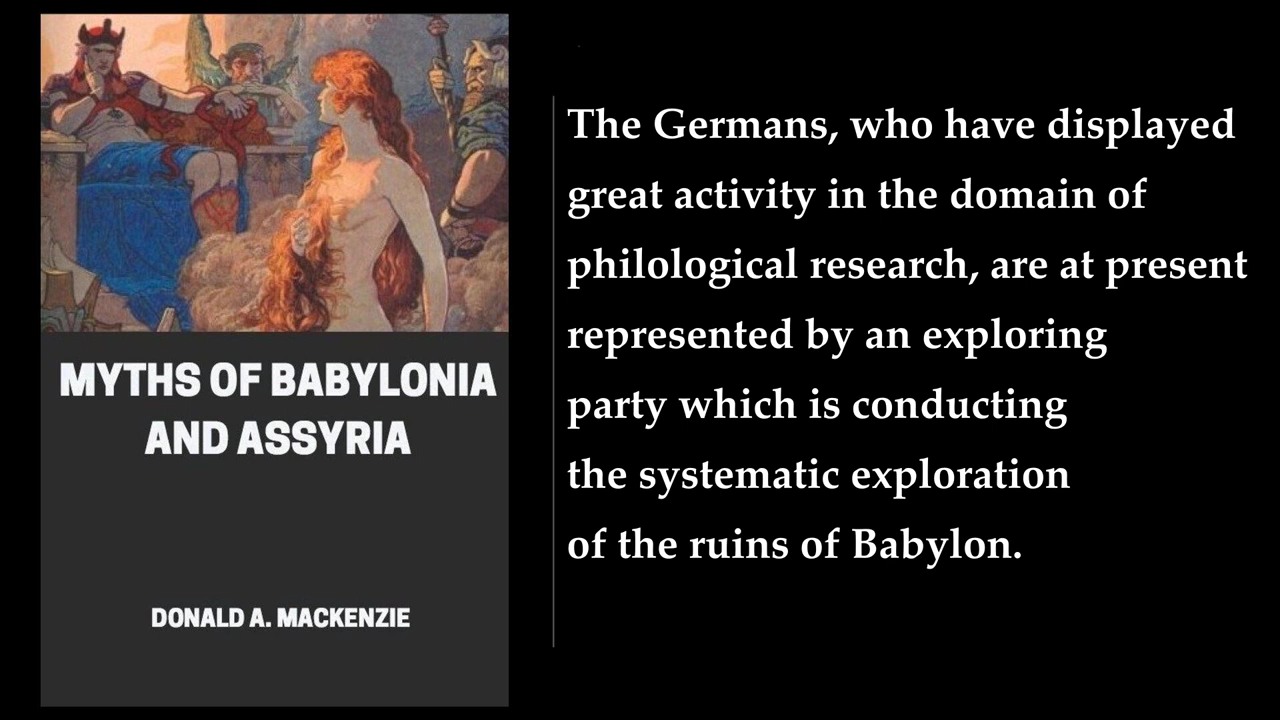 MYTHS OF BABYLONIA
AND ASSYRIA
DONALD A. MACKENZIE
The Germans, who have displayed
great activity in the domain of
philological research, are at present
represented by an exploring
party which is conducting
the systematic exploration
of the ruins of Babylon.